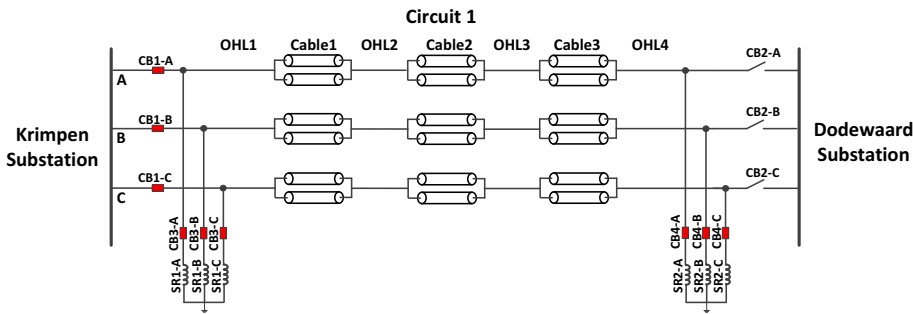 Circuit 1
OHL1 Cable1 OHL2 Cable2 OHL3 Cable3 OHL4
CB1-A
CB2-A
A
CB1-B
CB2-B
B
Krimpen
Substation
Dodewaard
Substation
CB1-C
CB2-C
C
CB3-A
CB3-B
CB3-C
CB4-A
CB4-B
CB4-C
SR1-A
SR1-B
SR1-C
SR2-A
SR2-B
SR2-C